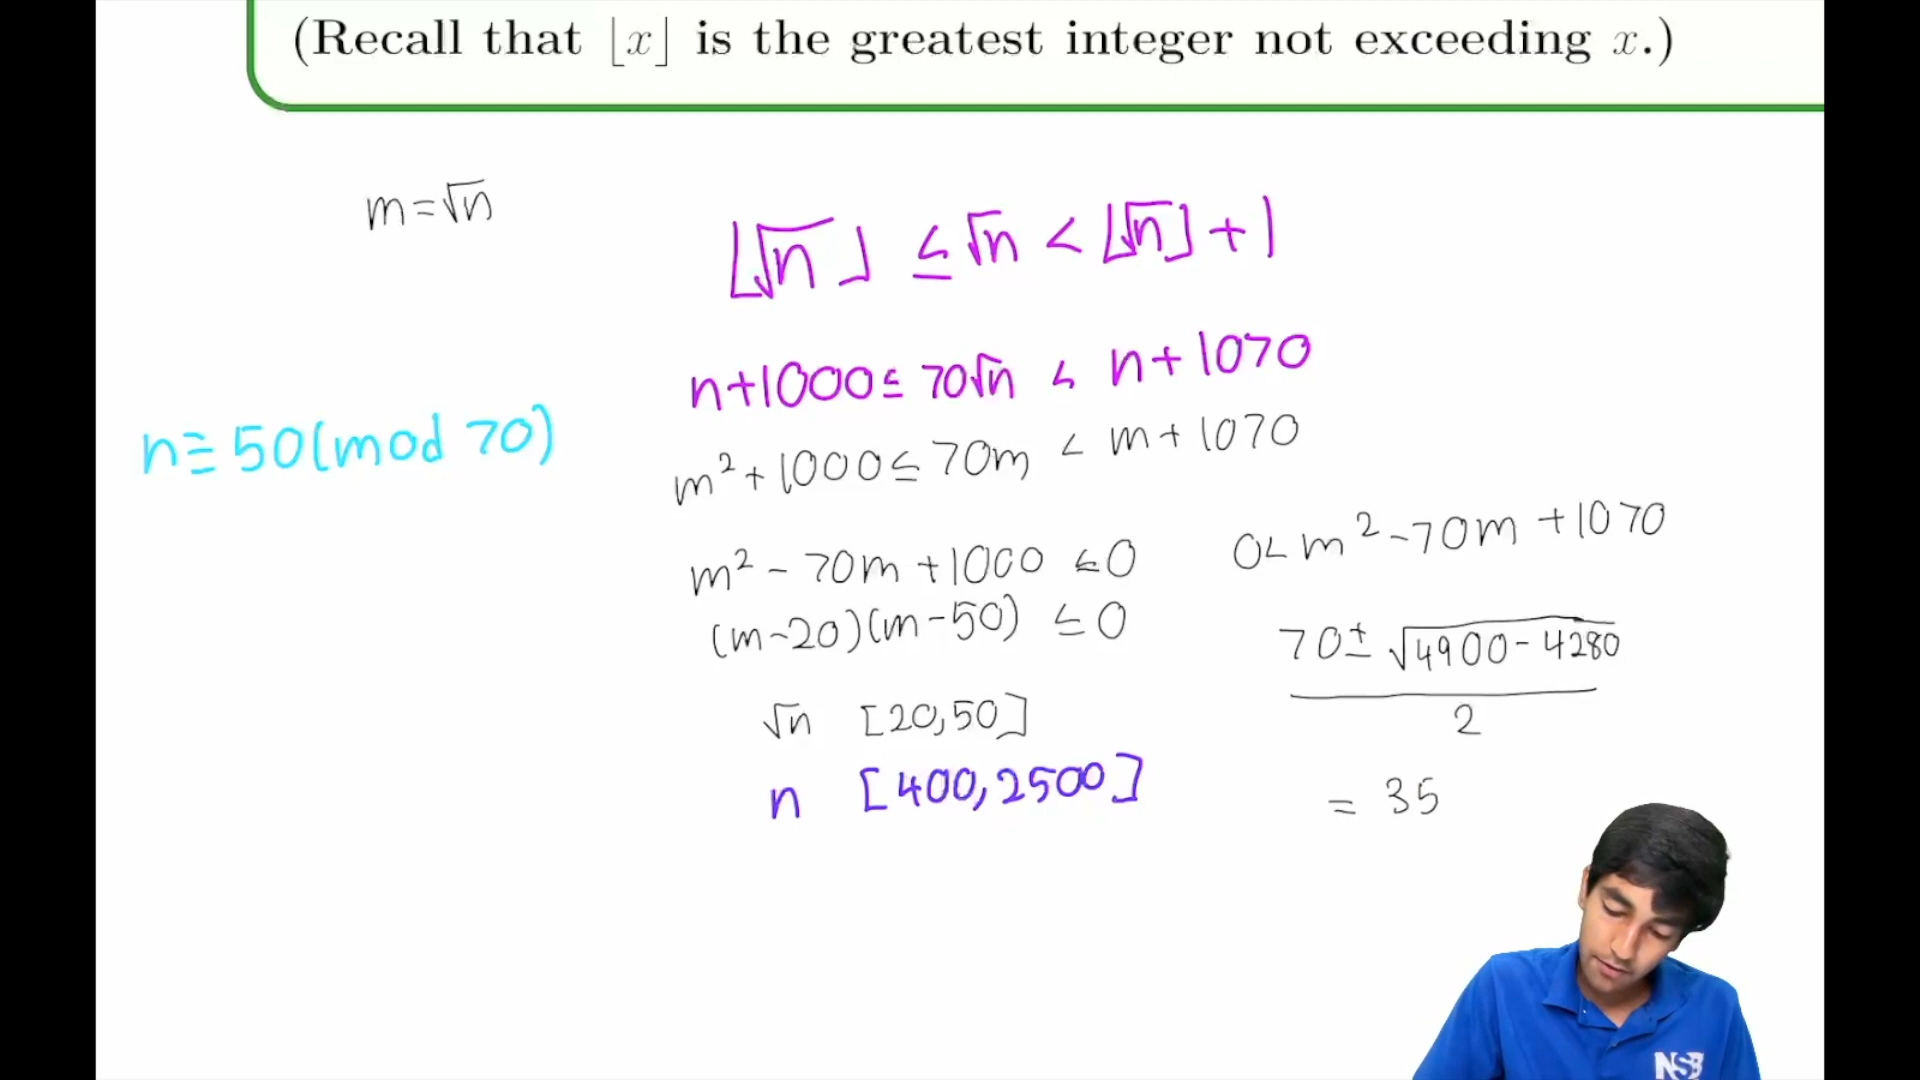 (Recall that ⌊x⌋ is the greatest integer not exceeding x.)
m=√n
⌊√n⌋ ≤ √n < ⌊√n⌋+1
n+1000≤ 70√n < n+1070
n≡50(mod 70)
m²+1000≤70m < m+1070
m²-70m+1000 ≤0
0< m²-70m+1070
(m-20)(m-50) ≤0
70± √4900-4280
2
√n [20,50]
n [400,2500]
= 35
NSB